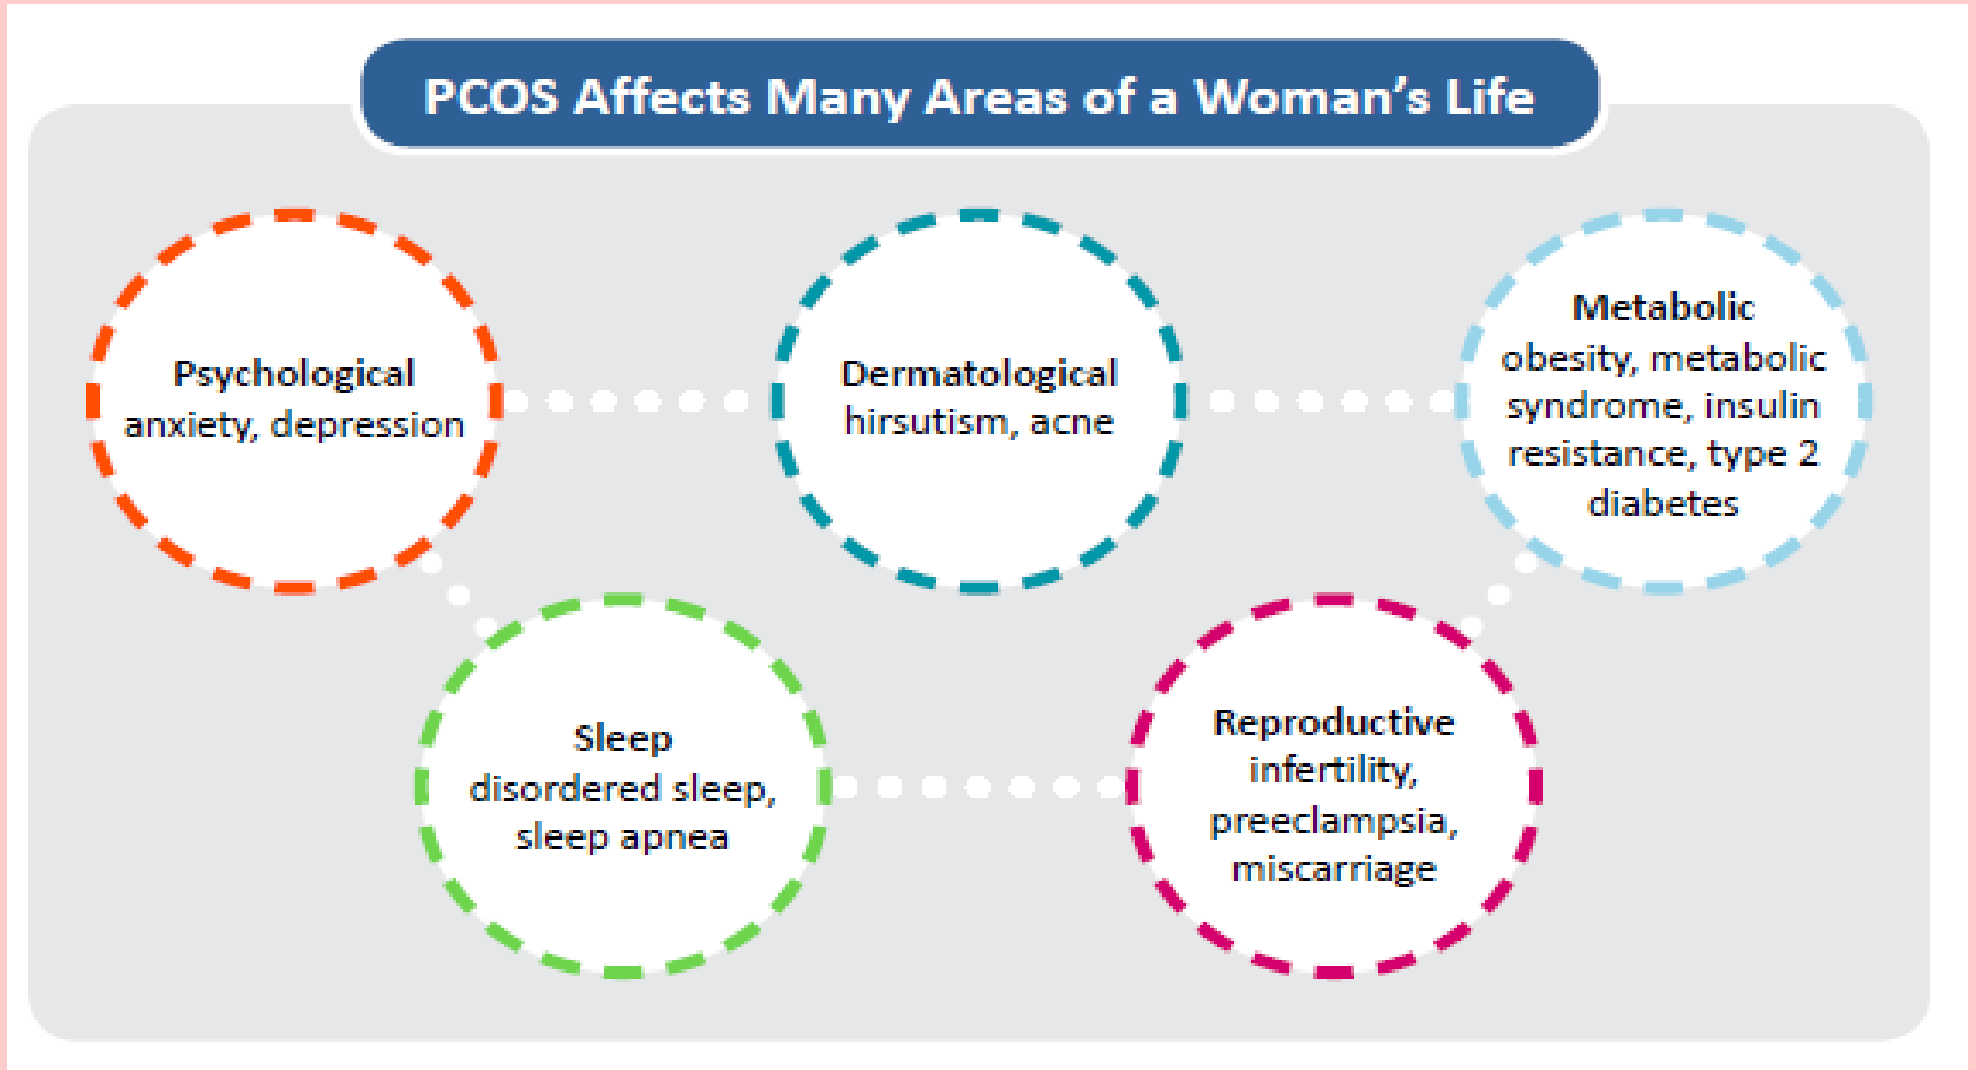 PCOS Affects Many Areas of a Woman's Life
Psychological
anxiety, depression
Dermatological
hirsutism, acne
Metabolic
obesity, metabolic
syndrome, insulin
resistance, type 2
diabetes
Sleep
disordered sleep,
sleep apnea
Reproductive
infertility,
preeclampsia,
miscarriage